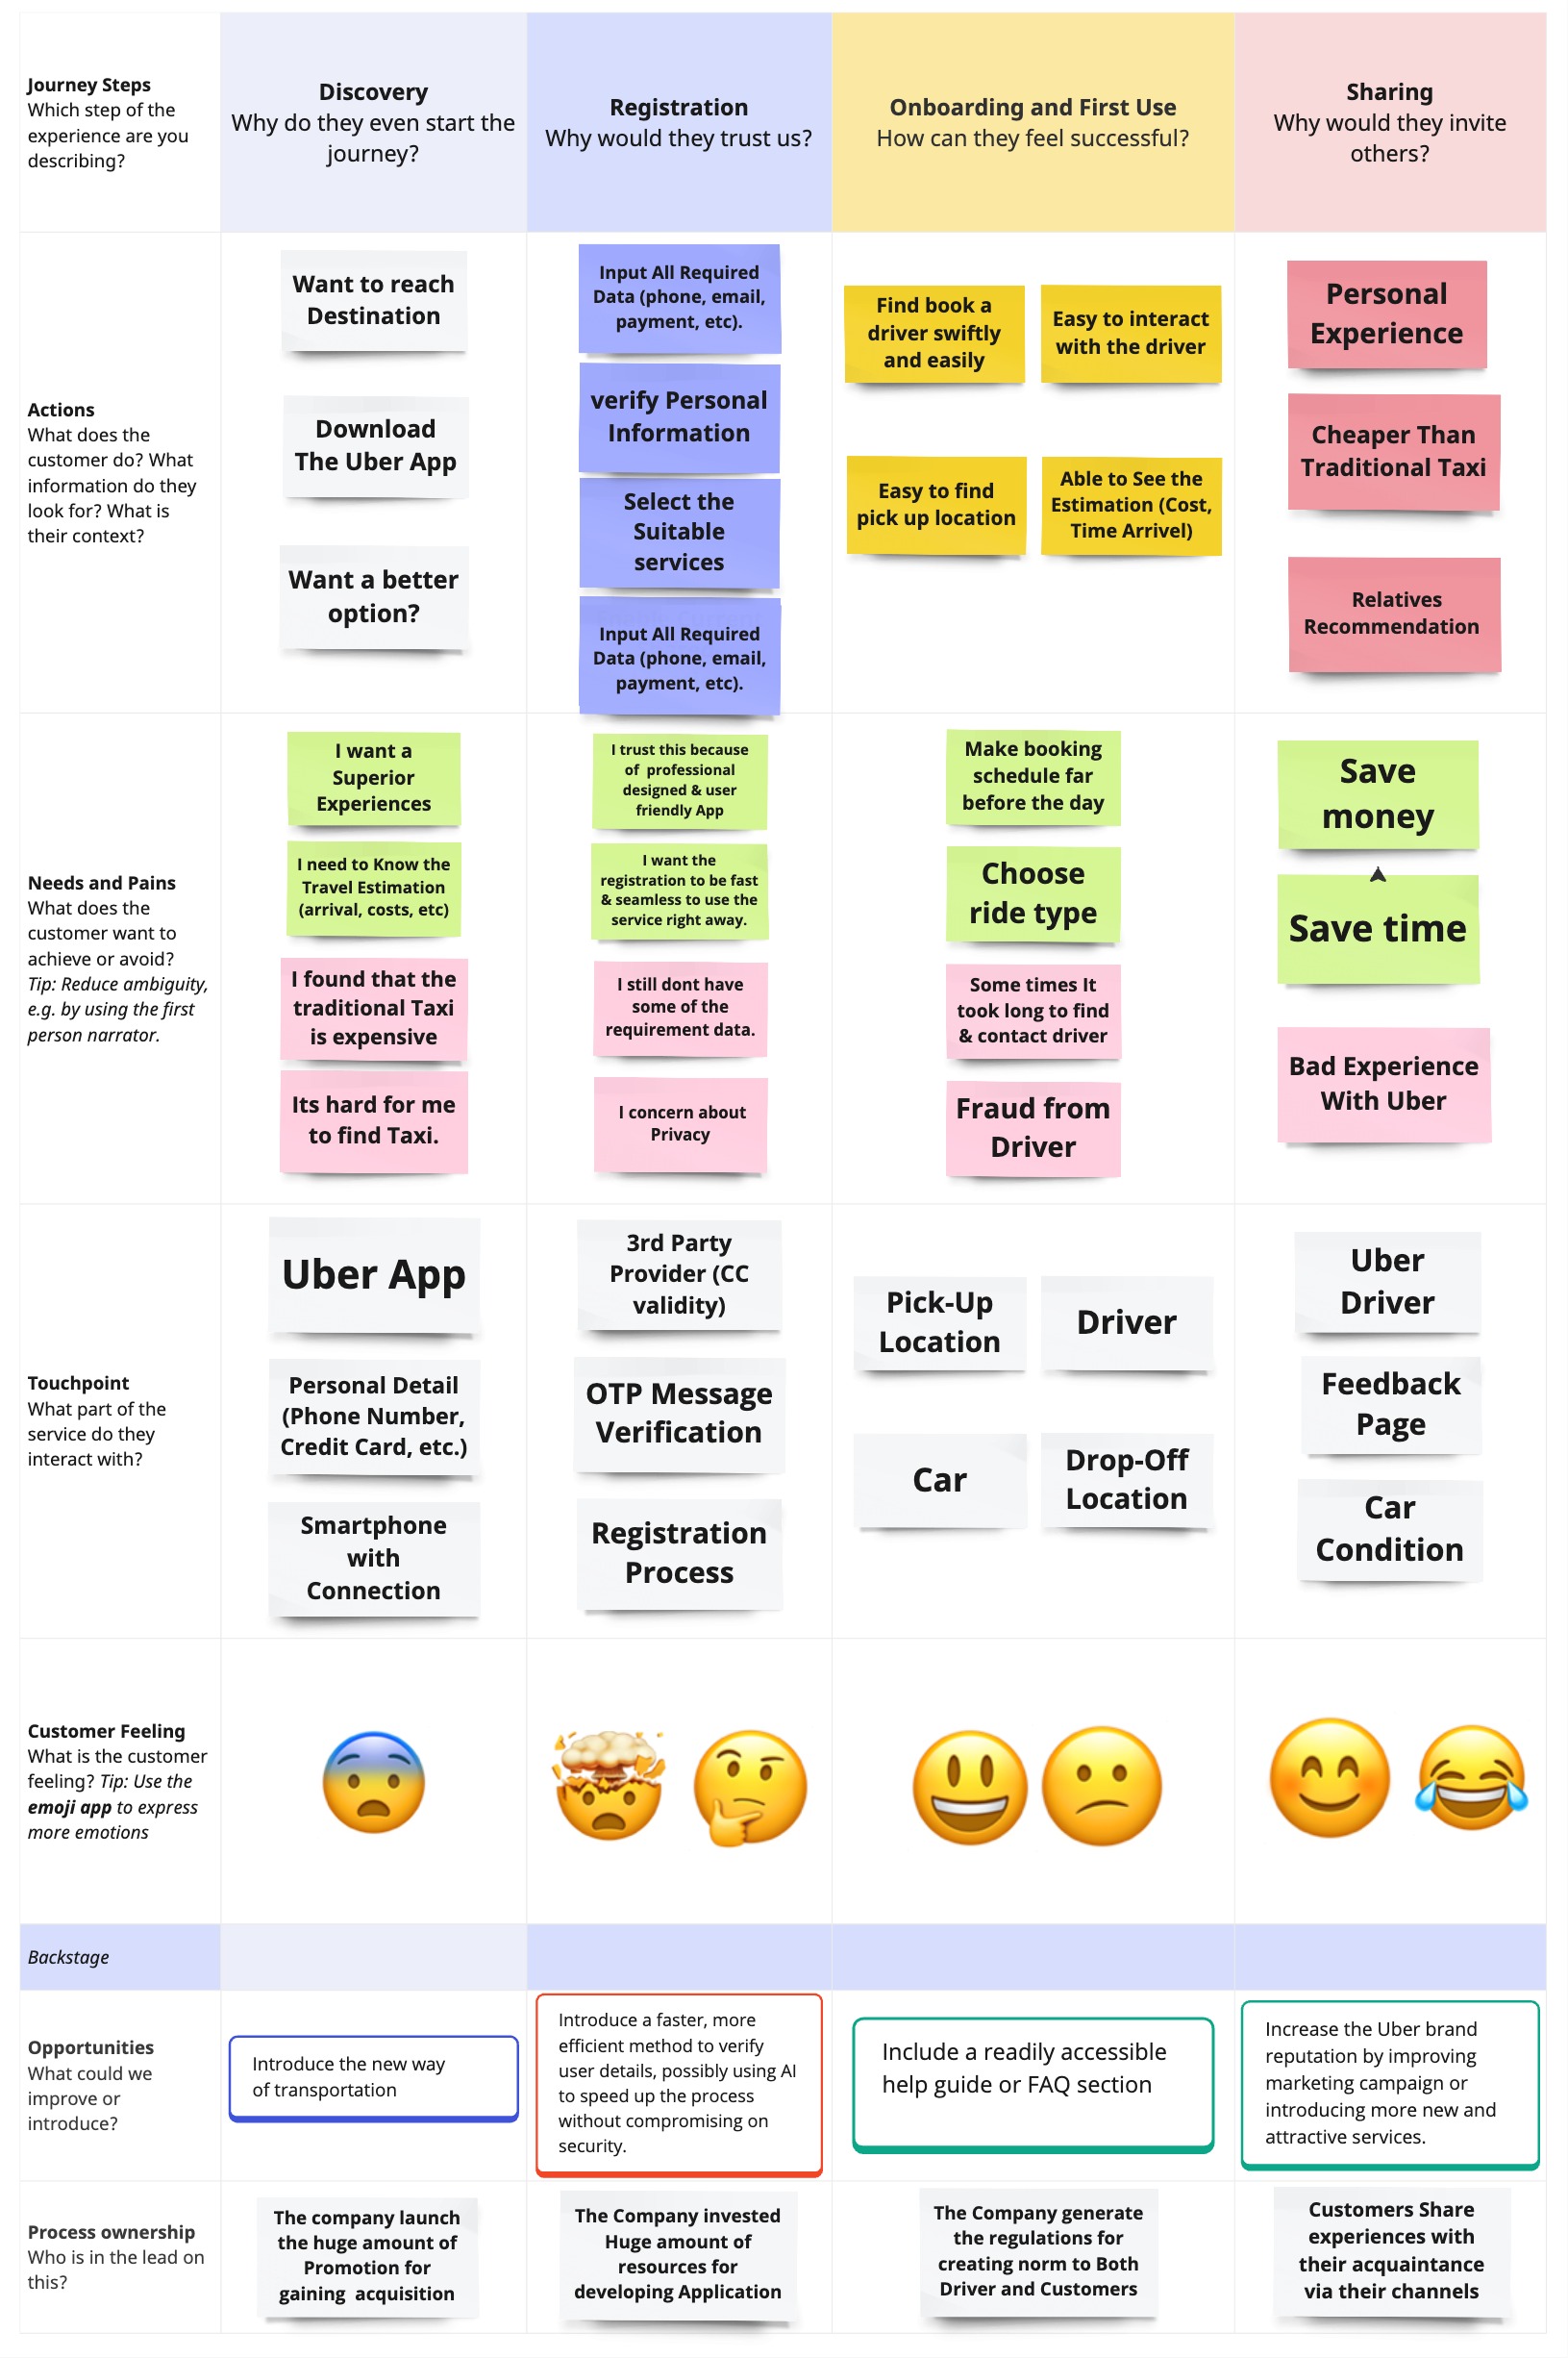 Journey Steps
Which step of the
experience are you
describing?
Discovery
Why do they even start the
journey?
Registration
Why would they trust us?
Onboarding and First Use
How can they feel successful?
Sharing
Why would they invite
others?
Actions
What does the
customer do? What
information do they
look for? What is
their context?
Want to reach
Destination
Download
The Uber App
Want a better
option?
Input All Required
Data (phone, email,
payment, etc).
verify Personal
Information
Select the
Suitable
services
Input All Required
Data (phone, email,
payment, etc).
Find book a
driver swiftly
and easily
Easy to interact
with the driver
Easy to find
pick up location
Able to See the
Estimation (Cost,
Time Arrivel)
Personal
Experience
Cheaper Than
Traditional Taxi
Relatives
Recommendation
Needs and Pains
What does the
customer want to
achieve or avoid?
Tip: Reduce ambiguity,
e.g. by using the first
person narrator.
I want a
Superior
Experiences
I need to Know the
Travel Estimation
(arrival, costs, etc)
I found that the
traditional Taxi
is expensive
Its hard for me
to find Taxi.
I trust this because
of professional
designed & user
friendly App
I want the
registration to be fast
& seamless to use the
service right away.
I still dont have
some of the
requirement data.
I concern about
Privacy
Make booking
schedule far
before the day
Choose
ride type
Some times It
took long to find
& contact driver
Fraud from
Driver
Save
money
Save time
Bad Experience
With Uber
Touchpoint
What part of the
service do they
interact with?
Uber App
Personal Detail
(Phone Number,
Credit Card, etc.)
Smartphone
with
Connection
3rd Party
Provider (CC
validity)
OTP Message
Verification
Registration
Process
Pick-Up
Location
Driver
Car
Drop-Off
Location
Uber
Driver
Feedback
Page
Car
Condition
Customer Feeling
What is the customer
feeling? Tip: Use the
emoji app to express
more emotions
Backstage
Opportunities
What could we
improve or
introduce?
Introduce the new way
of transportation
Introduce a faster, more
efficient method to verify
user details, possibly using AI
to speed up the process
without compromising on
security.
Include a readily accessible
help guide or FAQ section
Increase the Uber brand
reputation by improving
marketing campaign or
introducing more new and
attractive services.
Process ownership
Who is in the lead on
this?
The company launch
the huge amount of
Promotion for
gaining acquisition
The Company invested
Huge amount of
resources for
developing Application
The Company generate
the regulations for
creating norm to Both
Driver and Customers
Customers Share
experiences with
their acquaintance
via their channels